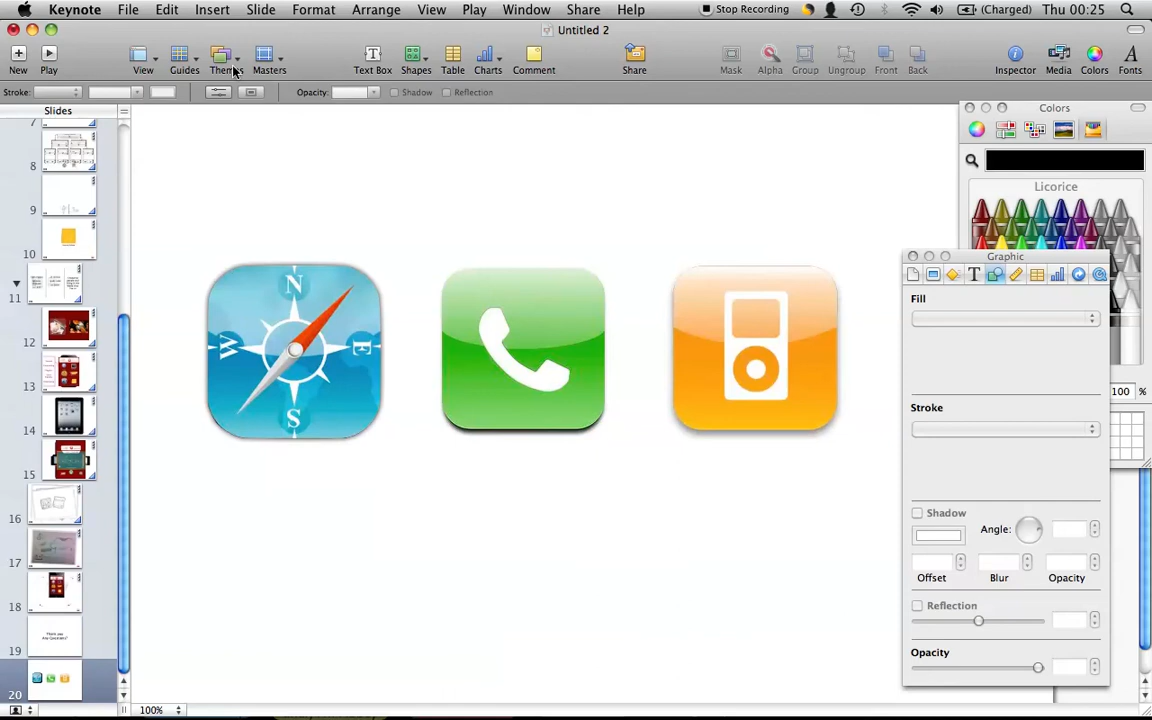 Keynote File Edit Insert Slide Format Arrange View Play Window Share Help Stop Recording (Charged) Thu 00:25
Untitled 2
New Play View Guides Themes Masters Text Box Shapes Table Charts Comment Share Mask Alpha Group Ungroup Front Back Inspector Media Colors Fonts
Stroke: Opacity: Shadow Reflection
Slides
Colors
Licorice
100 %
Graphic
Fill
Stroke
Shadow
Angle:
Offset Blur Opacity
Reflection
Opacity
N
W E
S
7
8
9
10
11
12
13
14
15
16
17
18
19
20
Thank you
100%